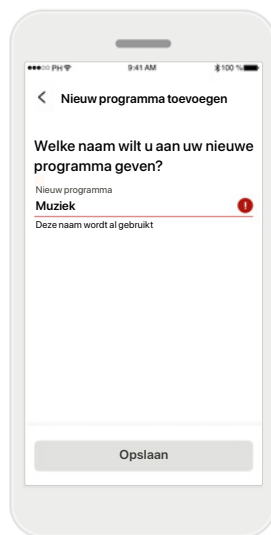 ●●●○○ PH 9:41 AM 100 %
Nieuw programma toevoegen
Welke naam wilt u aan uw nieuwe
programma geven?
Nieuw programma
Muziek
!
Deze naam wordt al gebruikt
Opslaan